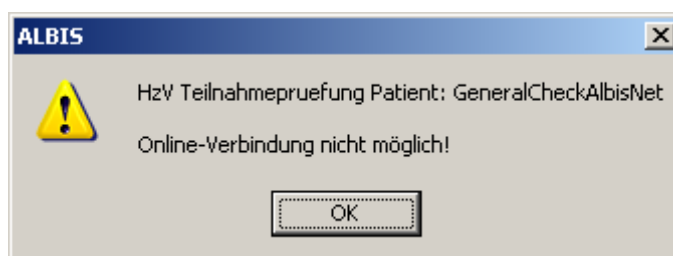 ALBIS
HzV Teilnahmepruefung Patient: GeneralCheckAlbisNet
Online-Verbindung nicht möglich!
OK